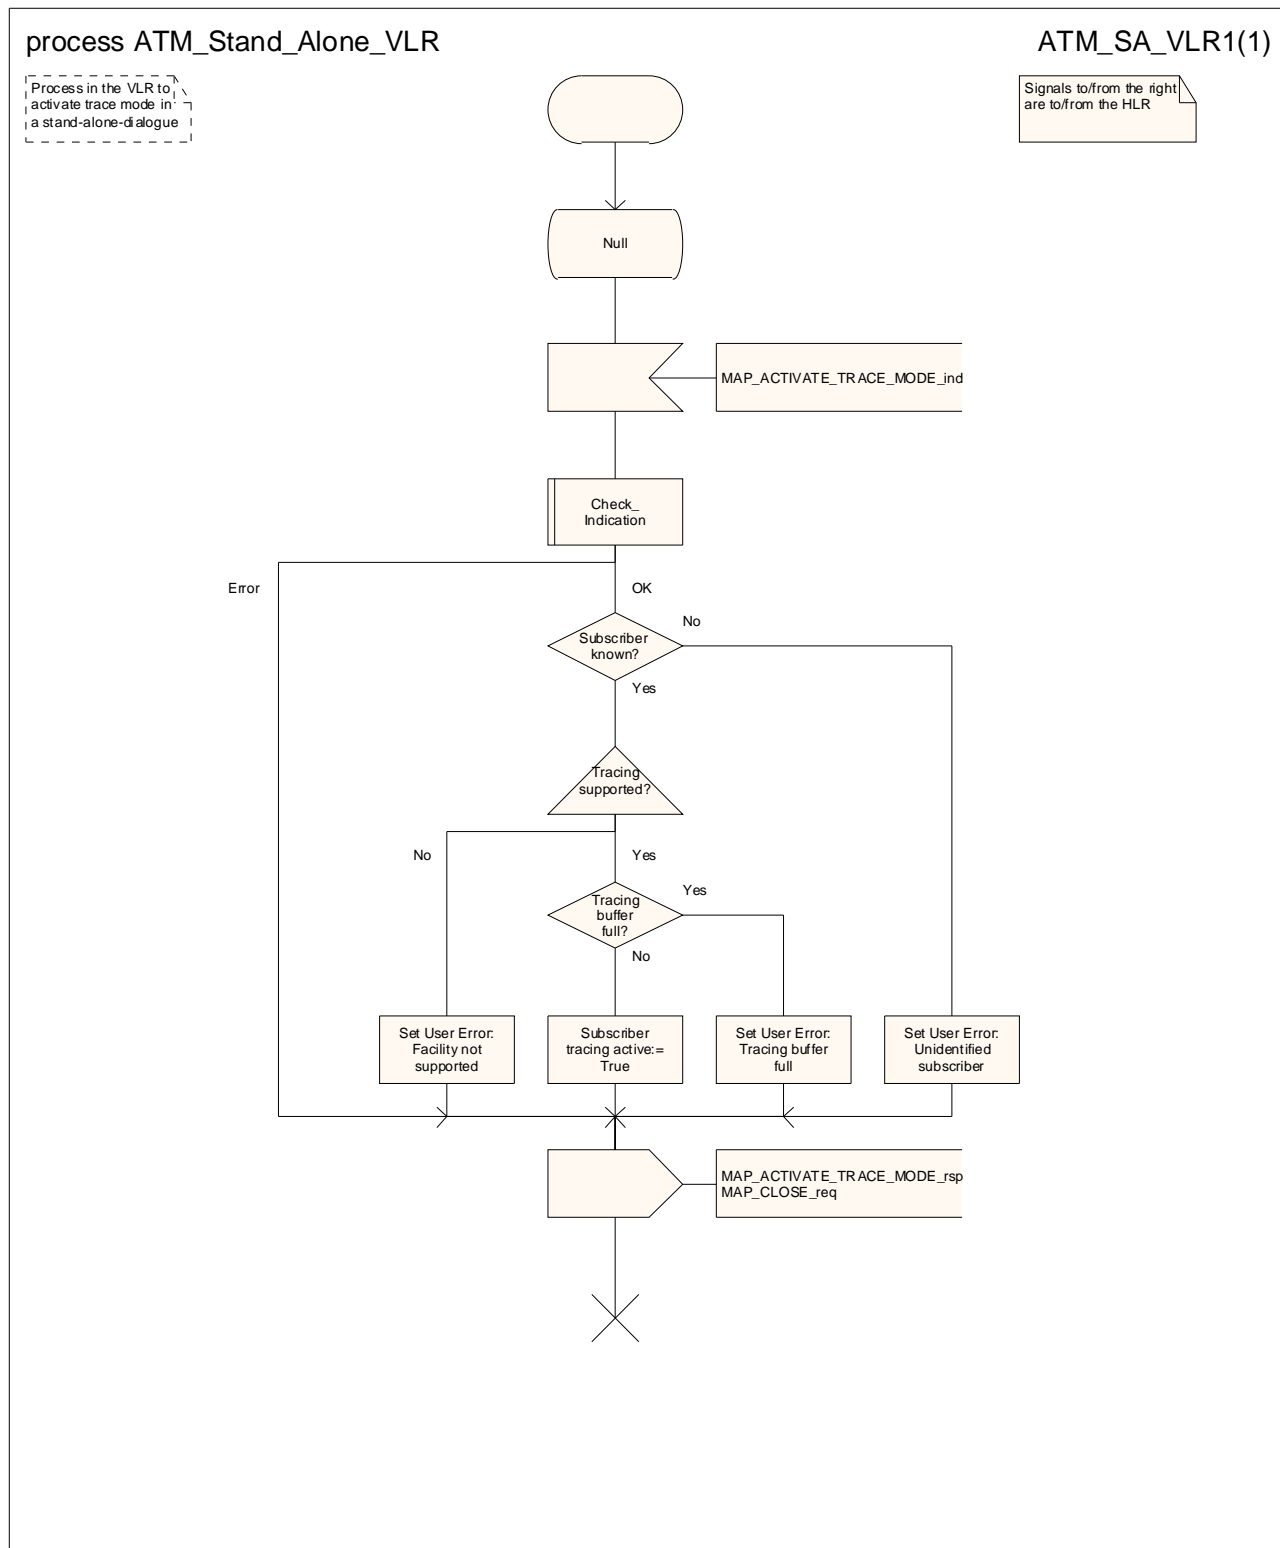 process ATM_Stand_Alone_VLR
ATM_SA_VLR1(1)
Process in the VLR to
activate trace mode in
a stand-alone-dialogue
Signals to/from the right
are to/from the HLR
Null
MAP_ACTIVATE_TRACE_MODE_ind
Check_
Indication
Error
OK
Subscriber
known?
No
Yes
Tracing
supported?
No
Yes
Tracing
buffer
full?
Yes
No
Set User Error:
Facility not
supported
Subscriber
tracing active:=
True
Set User Error:
Tracing buffer
full
Set User Error:
Unidentified
subscriber
MAP_ACTIVATE_TRACE_MODE_rsp
MAP_CLOSE_req